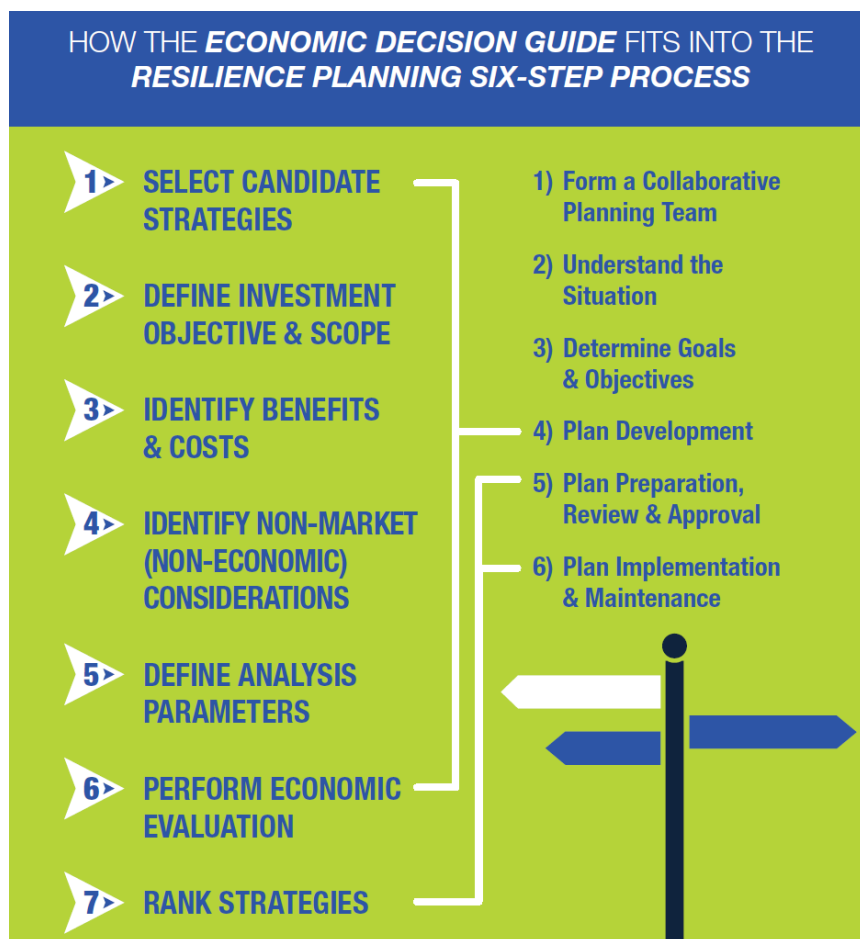 HOW THE ECONOMIC DECISION GUIDE FITS INTO THE
RESILIENCE PLANNING SIX-STEP PROCESS
1 SELECT CANDIDATE
STRATEGIES
2 DEFINE INVESTMENT
OBJECTIVE & SCOPE
3 IDENTIFY BENEFITS
& COSTS
4 IDENTIFY NON-MARKET
(NON-ECONOMIC)
CONSIDERATIONS
5 DEFINE ANALYSIS
PARAMETERS
6 PERFORM ECONOMIC
EVALUATION
7 RANK STRATEGIES
1) Form a Collaborative
Planning Team
2) Understand the
Situation
3) Determine Goals
& Objectives
4) Plan Development
5) Plan Preparation,
Review & Approval
6) Plan Implementation
& Maintenance